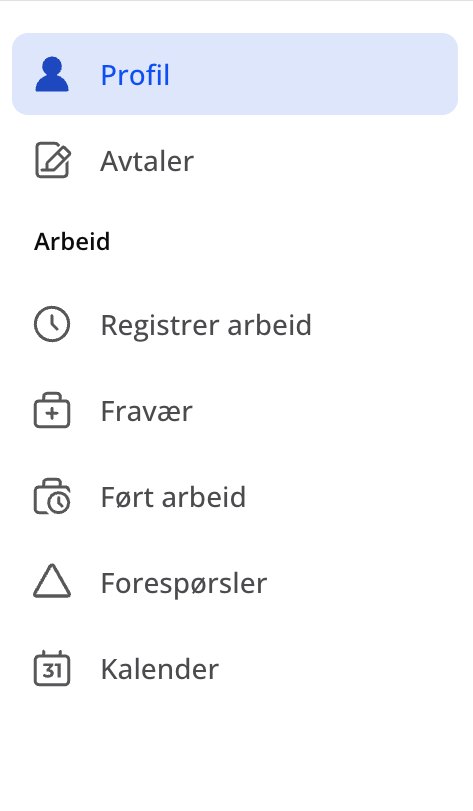 Profil
Avtaler
Arbeid
Registrer arbeid
Fravær
Ført arbeid
Forespørsler
31 Kalender